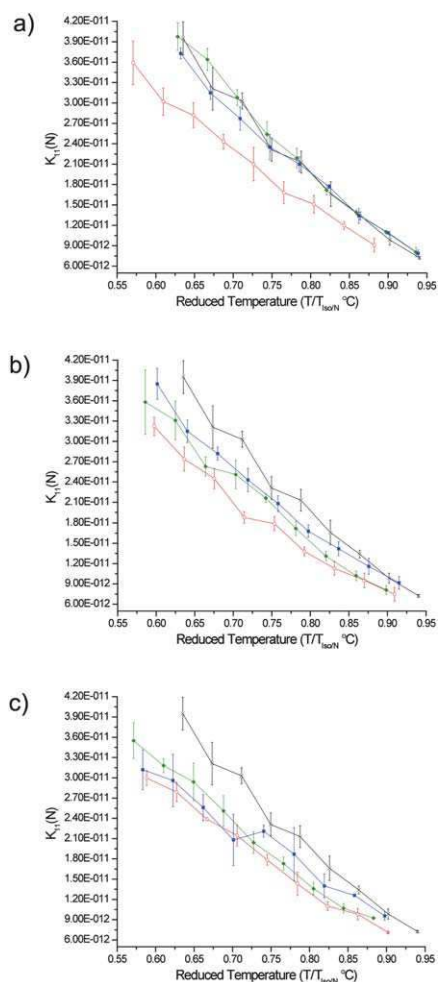 a)
4.20E-011
3.90E-011
3.60E-011
3.30E-011
3.00E-011
2.70E-011
2.40E-011
2.10E-011
1.80E-011
1.50E-011
1.20E-011
9.00E-012
6.00E-012
K11(N)
0.55 0.60 0.65 0.70 0.75 0.80 0.85 0.90 0.95
Reduced Temperature (T/TIso/N °C)
b)
4.20E-011
3.90E-011
3.60E-011
3.30E-011
3.00E-011
2.70E-011
2.40E-011
2.10E-011
1.80E-011
1.50E-011
1.20E-011
9.00E-012
6.00E-012
K11(N)
0.55 0.60 0.65 0.70 0.75 0.80 0.85 0.90 0.95
Reduced Temperature (T/TIso/N °C)
c)
4.20E-011
3.90E-011
3.60E-011
3.30E-011
3.00E-011
2.70E-011
2.40E-011
2.10E-011
1.80E-011
1.50E-011
1.20E-011
9.00E-012
6.00E-012
K11(N)
0.55 0.60 0.65 0.70 0.75 0.80 0.85 0.90 0.95
Reduced Temperature (T/TIso/N °C)